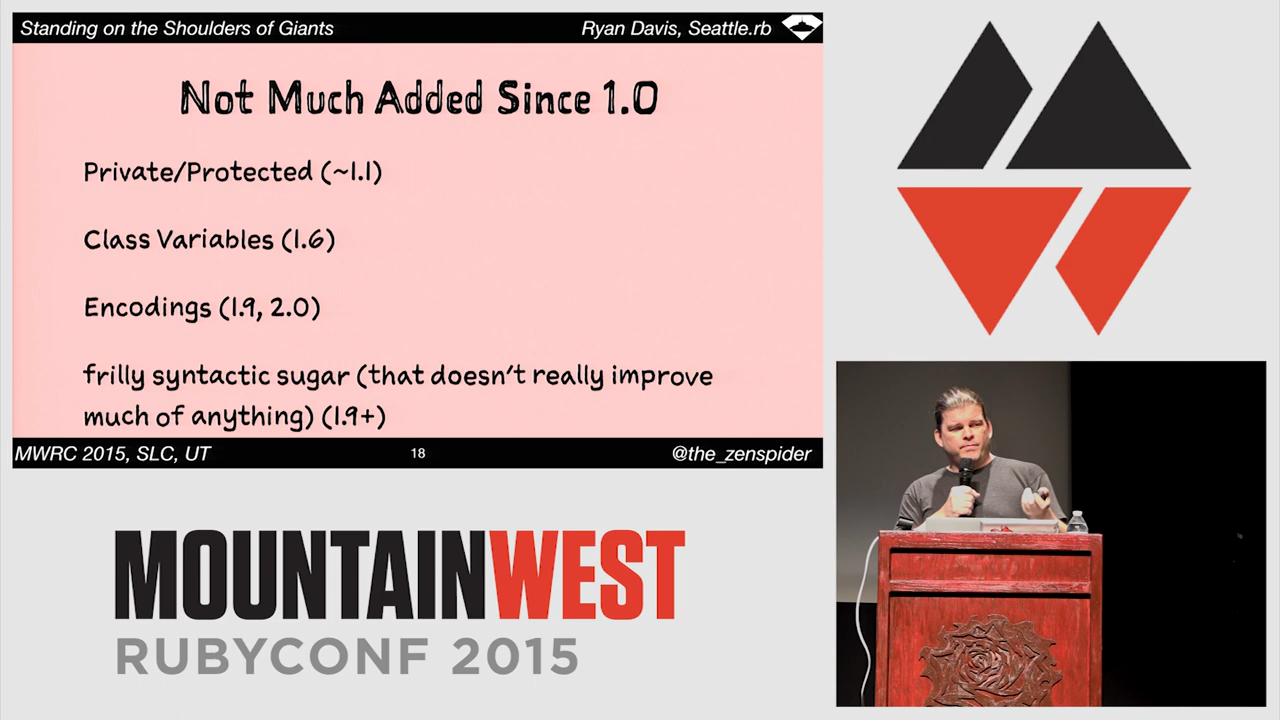 Standing on the Shoulders of Giants
Ryan Davis, Seattle.rb
Not Much Added Since 1.0
Private/Protected (~1.1)
Class Variables (1.6)
Encodings (1.9, 2.0)
frilly syntactic sugar (that doesn't really improve
much of anything) (1.9+)
MWRC 2015, SLC, UT
18
@the_zenspider
MOUNTAINWEST
RUBYCONF 2015